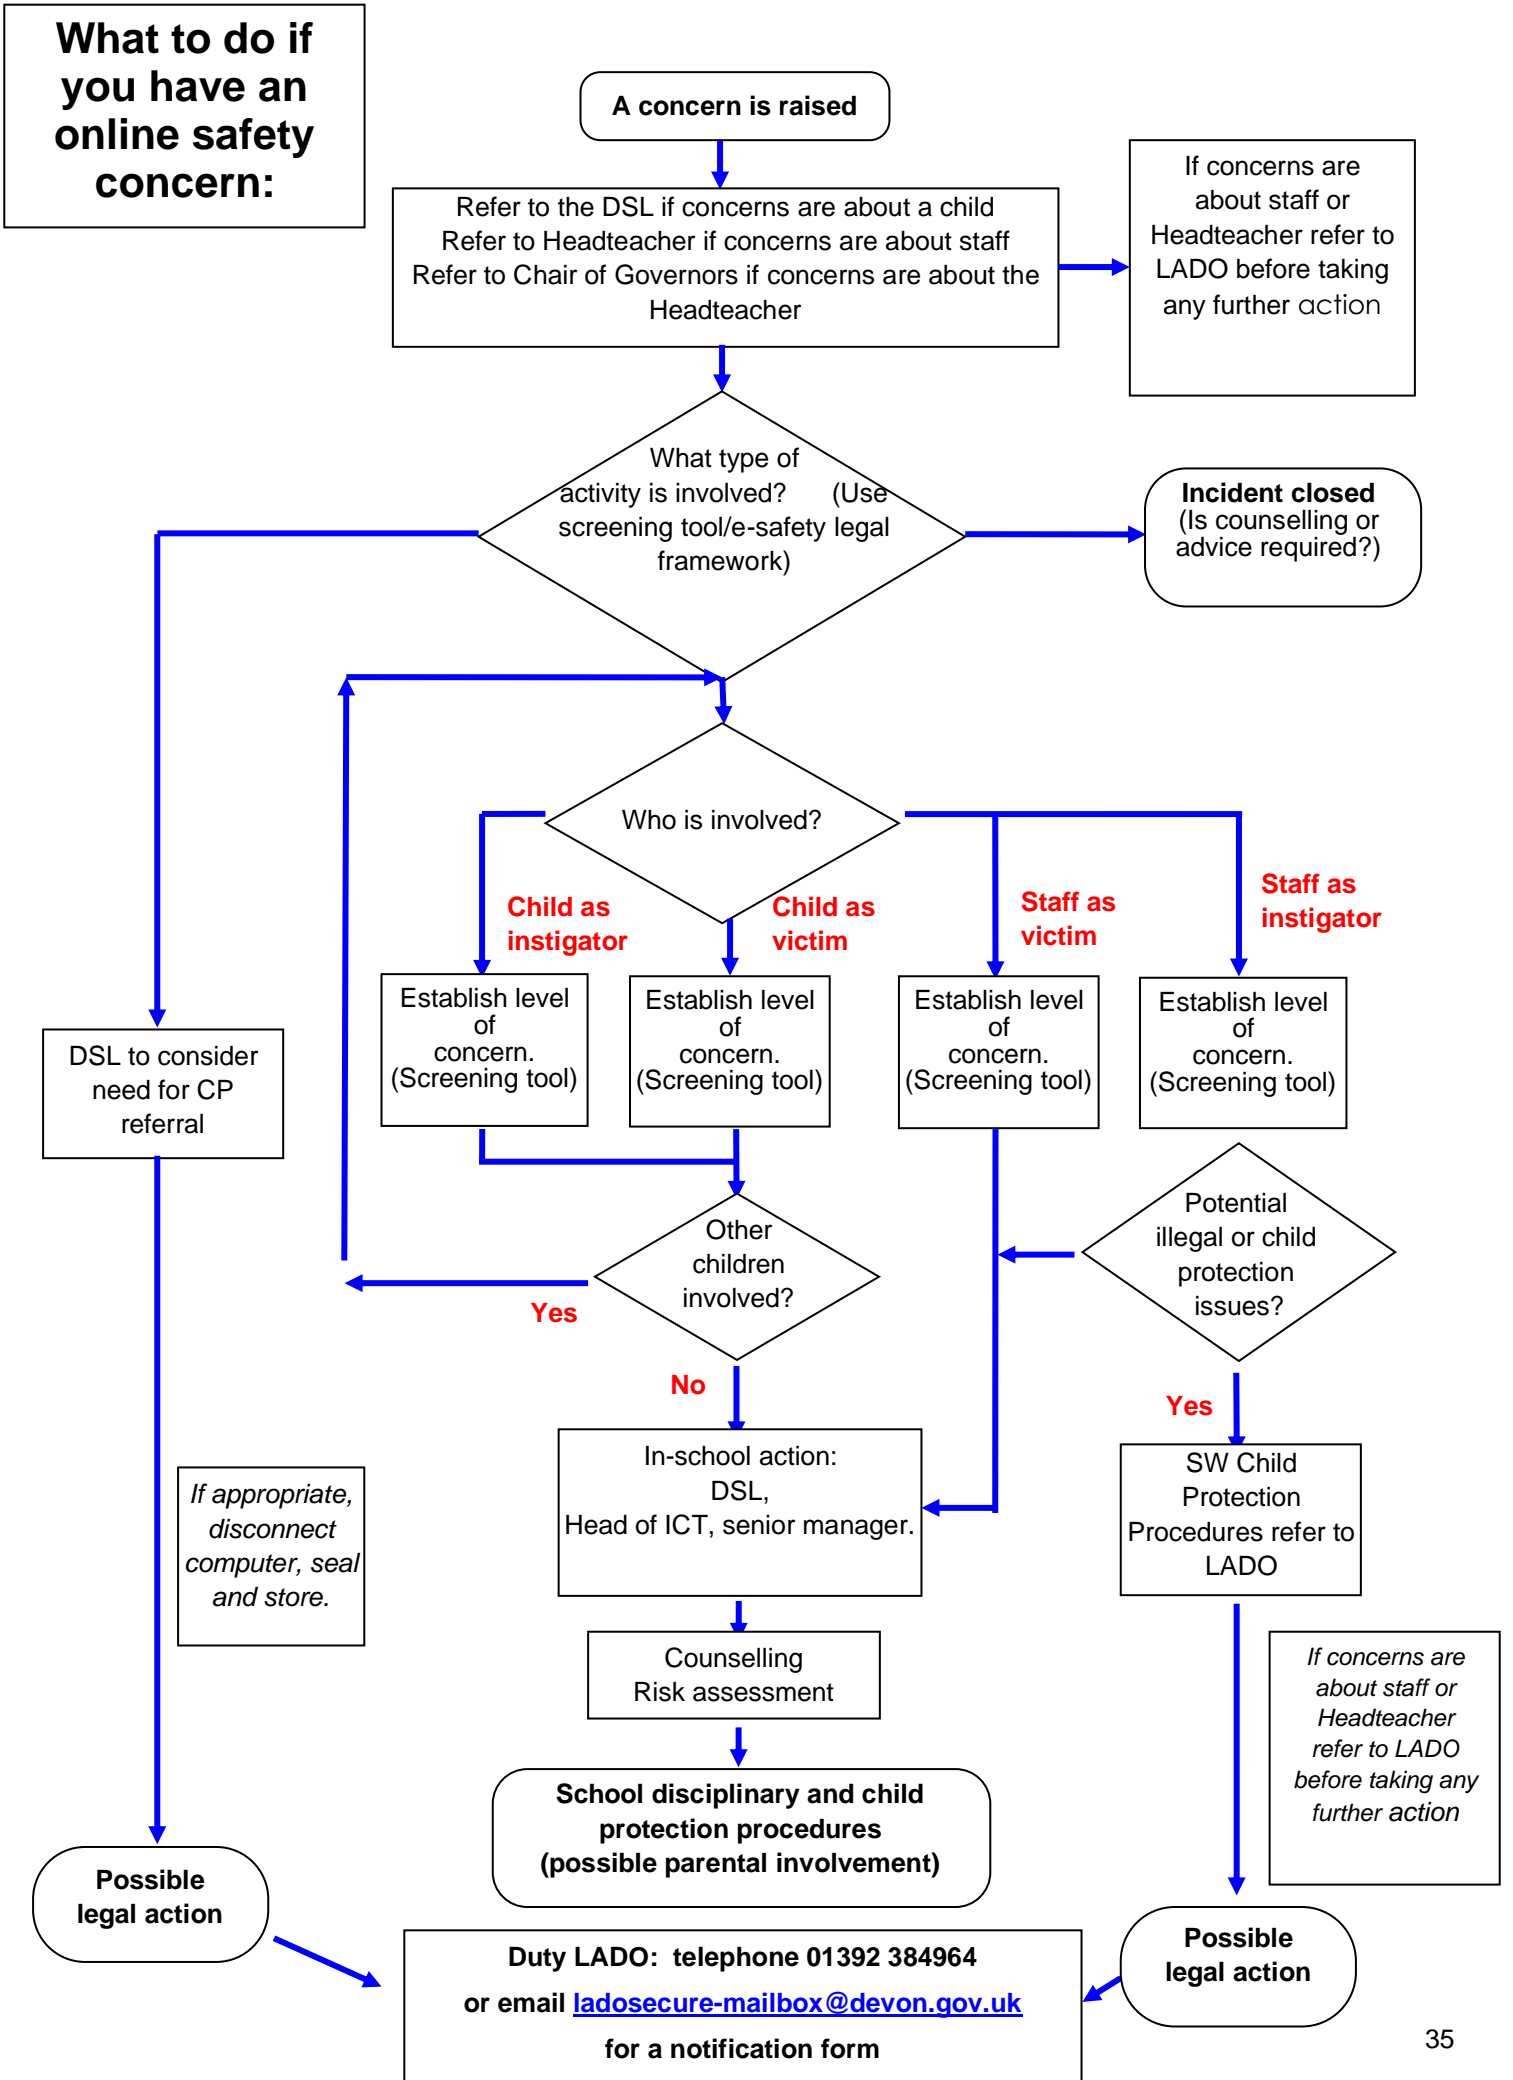 What to do if
you have an
online safety
concern:
A concern is raised
Refer to the DSL if concerns are about a child
Refer to Headteacher if concerns are about staff
Refer to Chair of Governors if concerns are about the
Headteacher
If concerns are
about staff or
Headteacher refer to
LADO before taking
any further action
What type of
activity is involved? (Use
screening tool/e-safety legal
framework)
Incident closed
(Is counselling or
advice required?)
Who is involved?
Child as
instigator
Child as
victim
Staff as
victim
Staff as
instigator
Establish level
of
concern.
(Screening tool)
Establish level
of
concern.
(Screening tool)
Establish level
of
concern.
(Screening tool)
Establish level
of
concern.
(Screening tool)
DSL to consider
need for CP
referral
Other
children
involved?
Potential
illegal or child
protection
issues?
Yes
No
Yes
In-school action:
DSL,
Head of ICT, senior manager.
SW Child
Protection
Procedures refer to
LADO
If appropriate,
disconnect
computer, seal
and store.
Counselling
Risk assessment
If concerns are
about staff or
Headteacher
refer to LADO
before taking any
further action
School disciplinary and child
protection procedures
(possible parental involvement)
Possible
legal action
Possible
legal action
Duty LADO: telephone 01392 384964
or email ladosecure-mailbox@devon.gov.uk
for a notification form
35